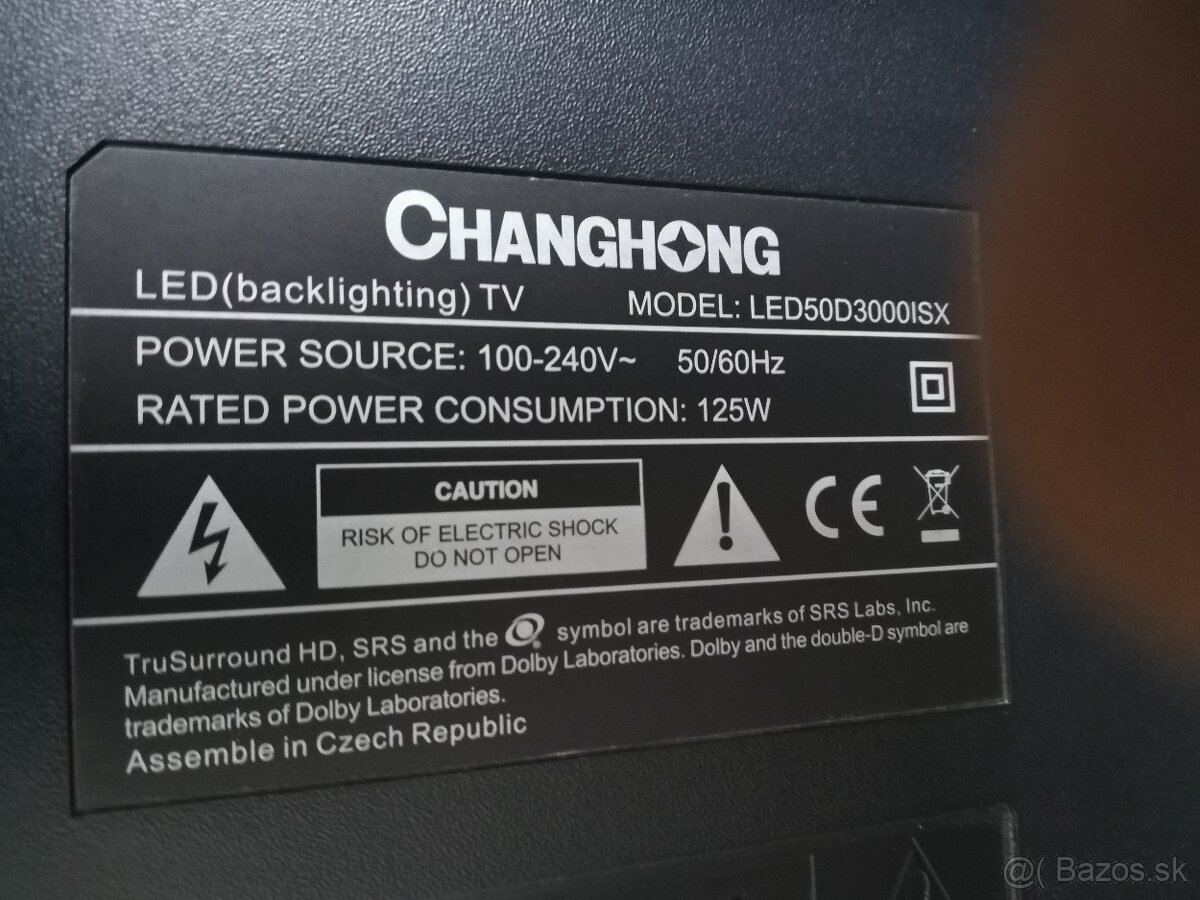 CHANGHONG
LED(backlighting) TV MODEL: LED50D3000ISX
POWER SOURCE: 100-240V~ 50/60Hz
RATED POWER CONSUMPTION: 125W
CAUTION
RISK OF ELECTRIC SHOCK
DO NOT OPEN
CE
TruSurround HD, SRS and the symbol are trademarks of SRS Labs, Inc.
Manufactured under license from Dolby Laboratories. Dolby and the double-D symbol are
trademarks of Dolby Laboratories.
Assemble in Czech Republic
@( Bazos.sk